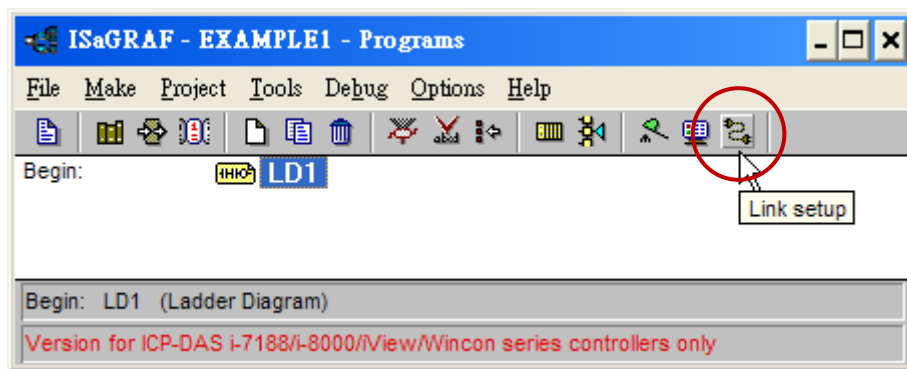 ISaGRAF - EXAMPLE1 - Programs
File Make Project Tools Debug Options Help
Begin: LD1
Link setup
Begin: LD1 (Ladder Diagram)
Version for ICP-DAS i-7188/i-8000/iView/Wincon series controllers only